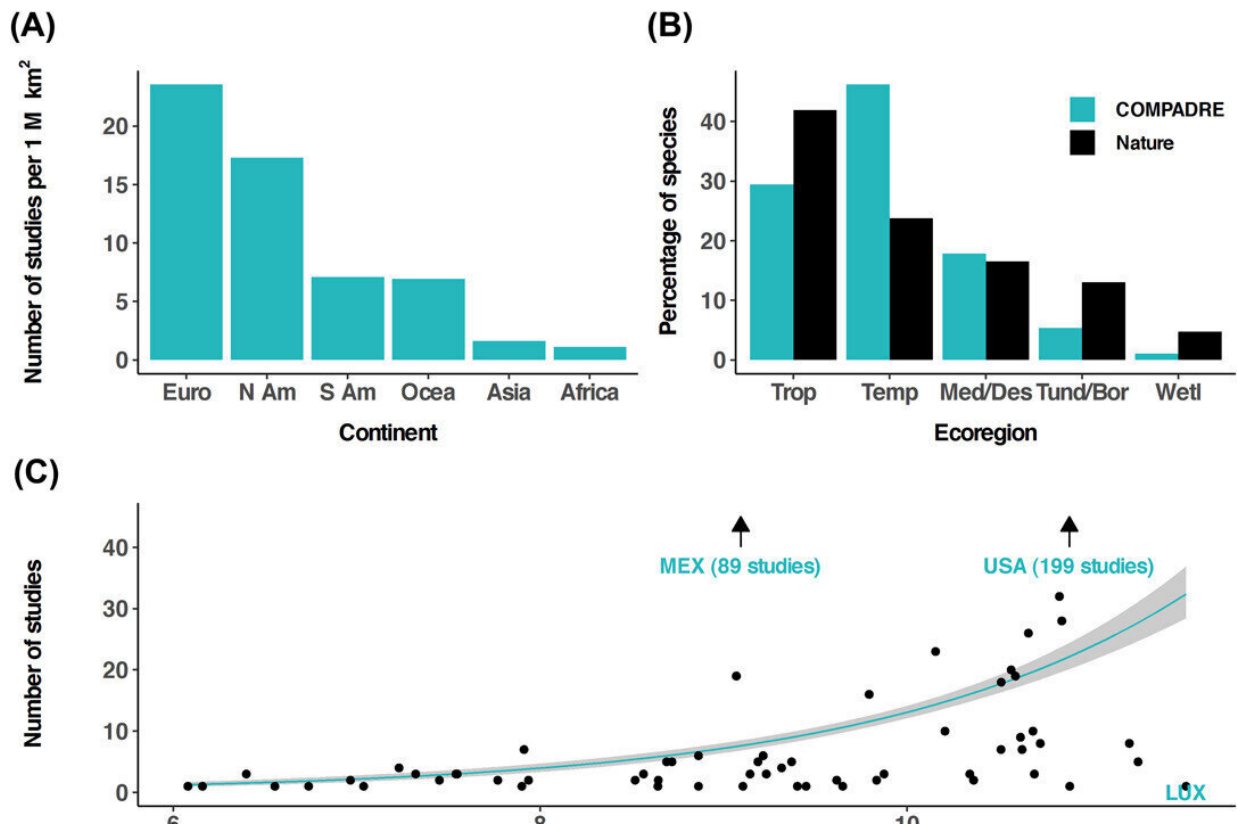 (A)
Number of studies per 1 M km²
20
15
10
5
0
Euro N Am S Am Ocea Asia Africa
Continent
(B)
Percentage of species
40
30
20
10
0
COMPADRE
Nature
Trop Temp Med/Des Tund/Bor Wetl
Ecoregion
(C)
Number of studies
40
30
20
10
0
MEX (89 studies) USA (199 studies)
LUX
6 8 10